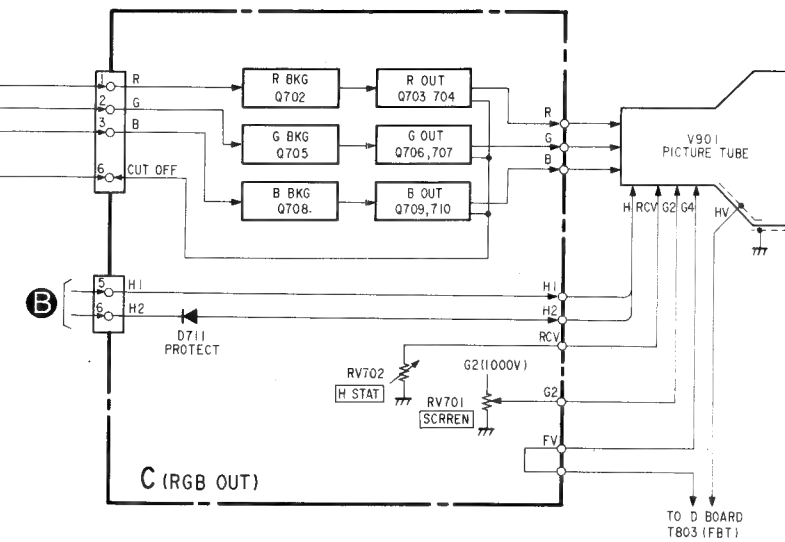 1 R
R BKG
Q702
R OUT
Q703 704
R
2 G
G BKG
Q705
G OUT
Q706,707
G
3 B
B BKG
Q708
B OUT
Q709,710
B
6 CUT OFF
V901
PICTURE TUBE
H RCV G2 G4 HV
B
5 H1
H1
6 H2
H2
D711
PROTECT
RCV
RV702
H STAT
G2(1000V)
RV701
SCRREN
G2
FV
C (RGB OUT)
TO D BOARD
T803 (FBT)